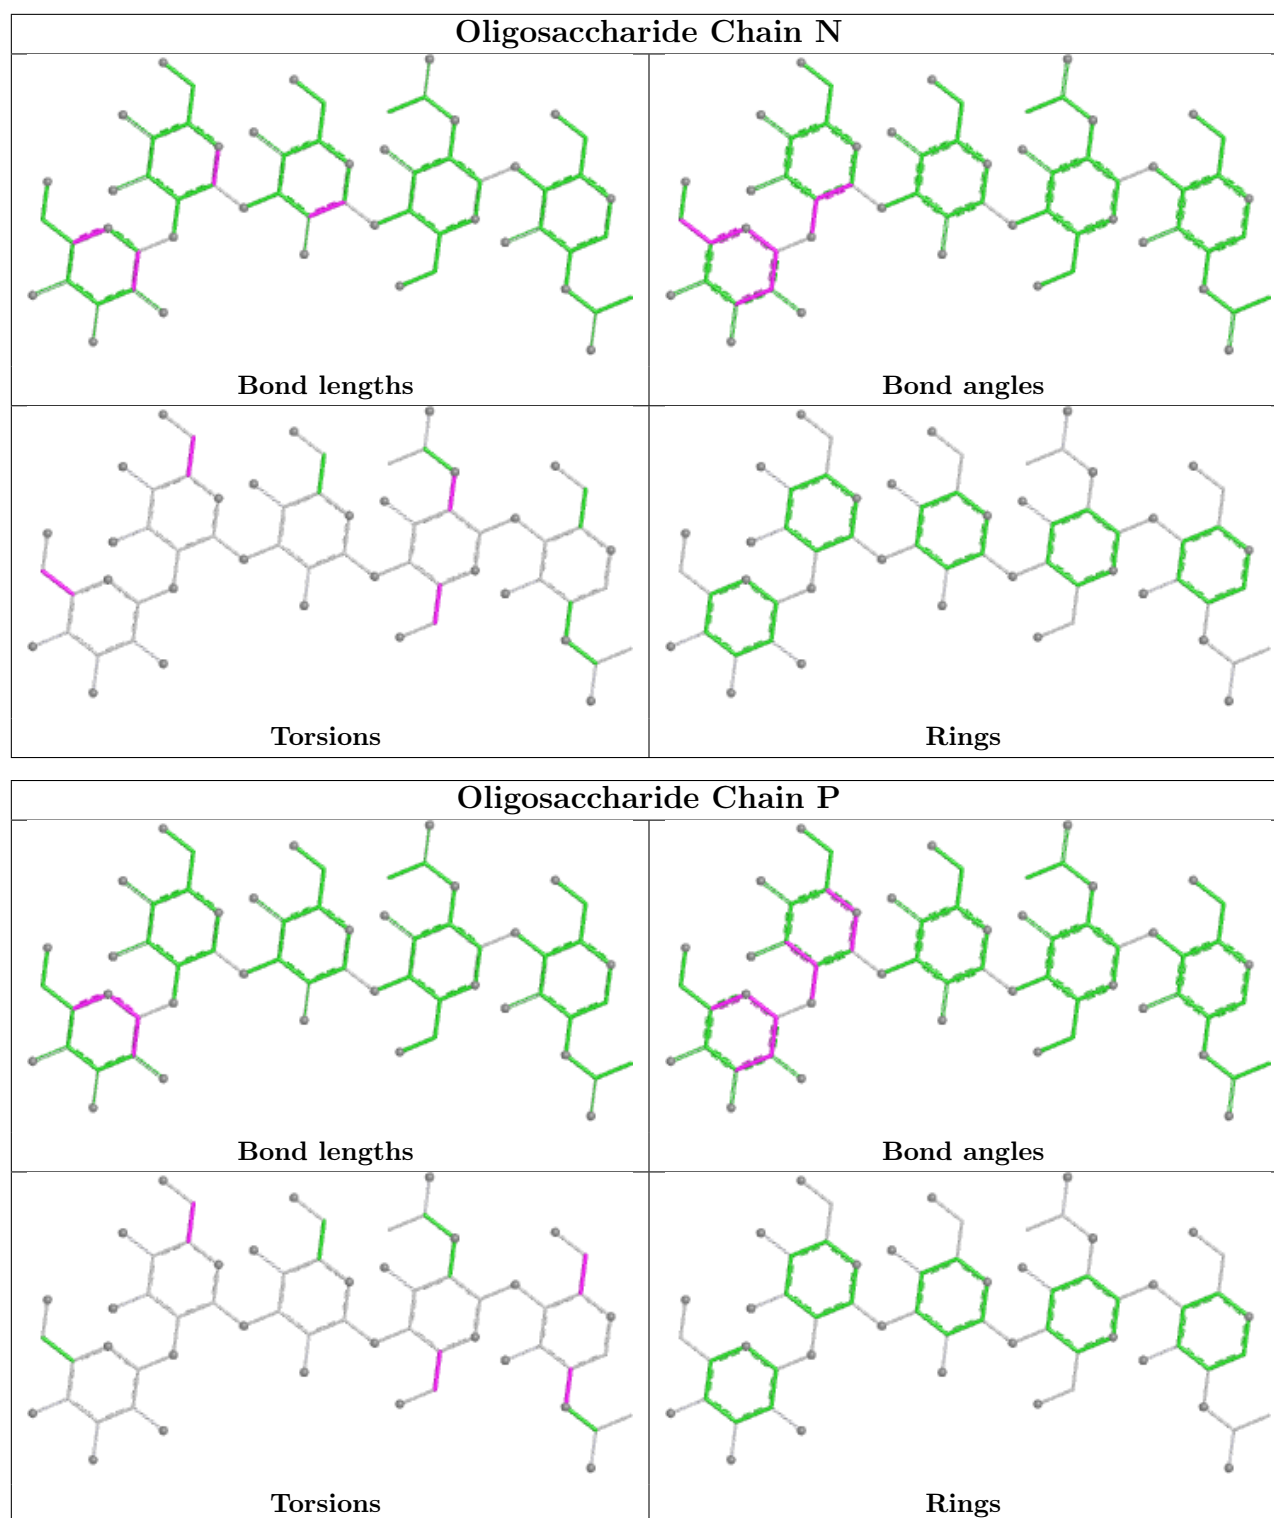 Oligosaccharide Chain N
Bond lengths
Bond angles
Torsions
Rings
Oligosaccharide Chain P
Bond lengths
Bond angles
Torsions
Rings